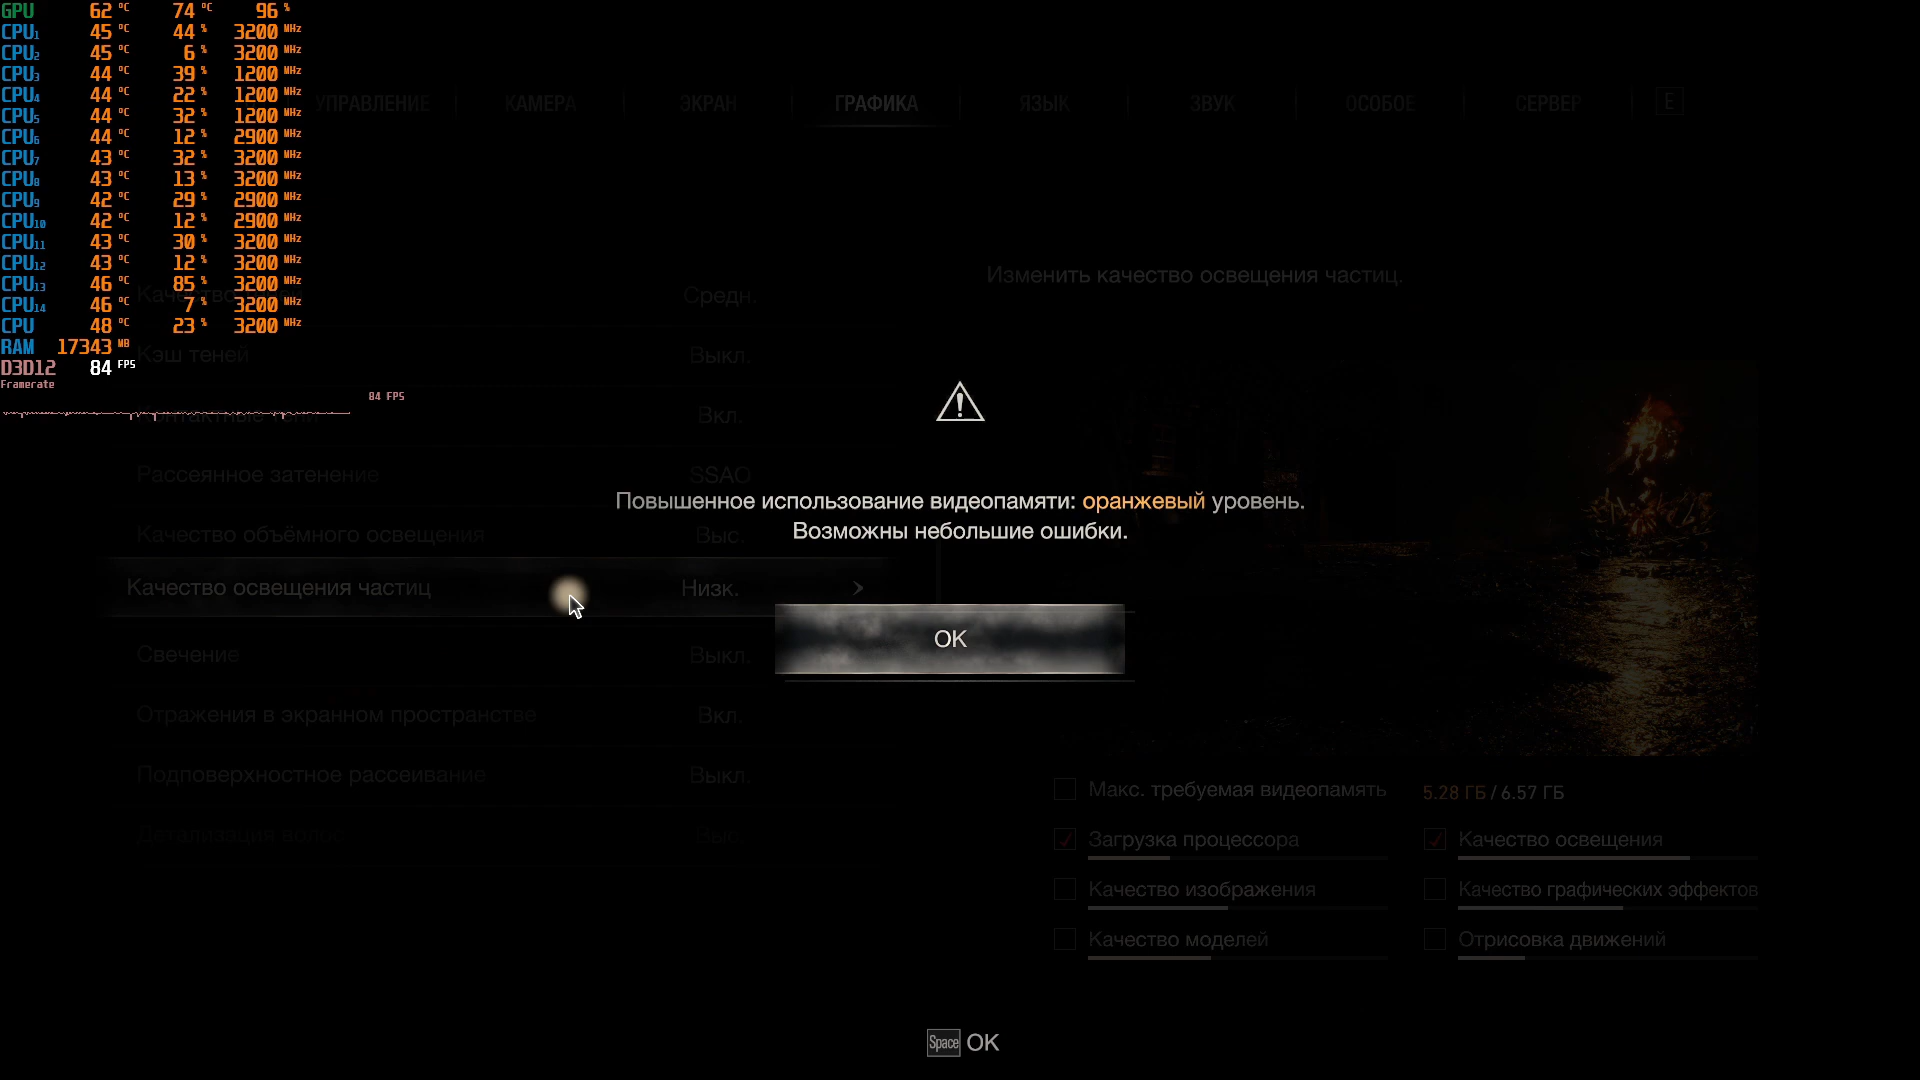 GPU 62 °C 74 °C 96 %
CPU1 45 °C 44 % 3200 MHz
CPU2 45 °C 6 % 3200 MHz
CPU3 44 °C 39 % 1200 MHz
CPU4 44 °C 22 % 1200 MHz
CPU5 44 °C 32 % 1200 MHz
CPU6 44 °C 12 % 2900 MHz
CPU7 43 °C 32 % 3200 MHz
CPU8 43 °C 13 % 3200 MHz
CPU9 42 °C 29 % 2900 MHz
CPU10 42 °C 12 % 2900 MHz
CPU11 43 °C 30 % 3200 MHz
CPU12 43 °C 12 % 3200 MHz
CPU13 46 °C 85 % 3200 MHz
CPU14 46 °C 7 % 3200 MHz
CPU 48 °C 23 % 3200 MHz
RAM 17343 MB
D3D12 84 FPS
Framerate
84 FPS
УПРАВЛЕНИЕ КАМЕРА ЭКРАН ГРАФИКА ЯЗЫК ЗВУК ОСОБОЕ СЕРВЕР E
Качество Средн.
Кэш теней Выкл.
Контактные тени Вкл.
Рассеянное затенение SSAO
Качество объёмного освещения Выс.
Качество освещения частиц Низк.
Свечение Выкл.
Отражения в экранном пространстве Вкл.
Подповерхностное рассеивание Выкл.
Детализация волос Выс.
Изменить качество освещения частиц.
Повышенное использование видеопамяти: оранжевый уровень.
Возможны небольшие ошибки.
OK
Макс. требуемая видеопамять 5.28 ГБ / 6.57 ГБ
Загрузка процессора Качество освещения
Качество изображения Качество графических эффектов
Качество моделей Отрисовка движений
Space OK